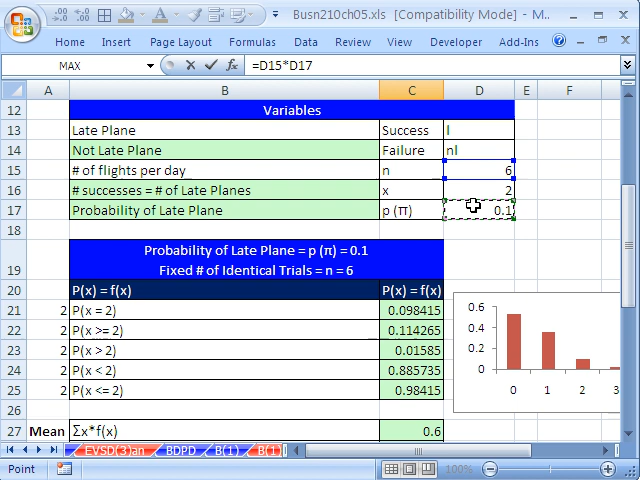 Busn210ch05.xls [Compatibility Mode] - M...
Home Insert Page Layout Formulas Data Review View Developer Add-Ins
MAX =D15*D17
A B C D E F
12 Variables
13 Late Plane Success l
14 Not Late Plane Failure nl
15 # of flights per day n 6
16 # successes = # of Late Planes x 2
17 Probability of Late Plane p (π) 0.1
18
Probability of Late Plane = p (π) = 0.1
19 Fixed # of Identical Trials = n = 6
20 P(x) = f(x) P(x) = f(x)
21 2 P(x = 2) 0.098415
22 2 P(x >= 2) 0.114265
23 2 P(x > 2) 0.01585
24 2 P(x < 2) 0.885735
25 2 P(x <= 2) 0.98415
26
27 Mean ∑x*f(x) 0.6
0.6
0.4
0.2
0
0 1 2 3
EVSD(3)an BDPD B(1) B(1)
Point 100%